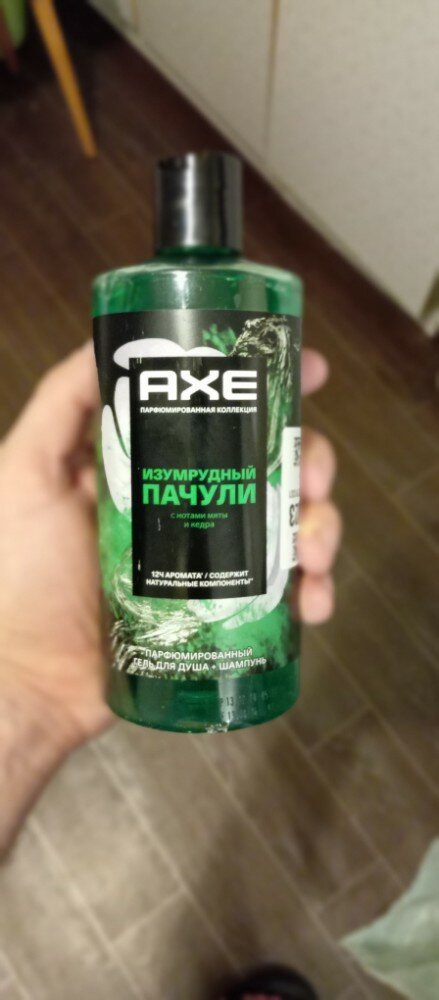 AXE
ПАРФЮМИРОВАННАЯ КОЛЛЕКЦИЯ
ИЗУМРУДНЫЙ
ПАЧУЛИ
с нотами мяты
и кедра
12Ч АРОМАТА* / СОДЕРЖИТ
НАТУРАЛЬНЫЕ КОМПОНЕНТЫ**
ПАРФЮМИРОВАННЫЙ
ГЕЛЬ ДЛЯ ДУША + ШАМПУНЬ